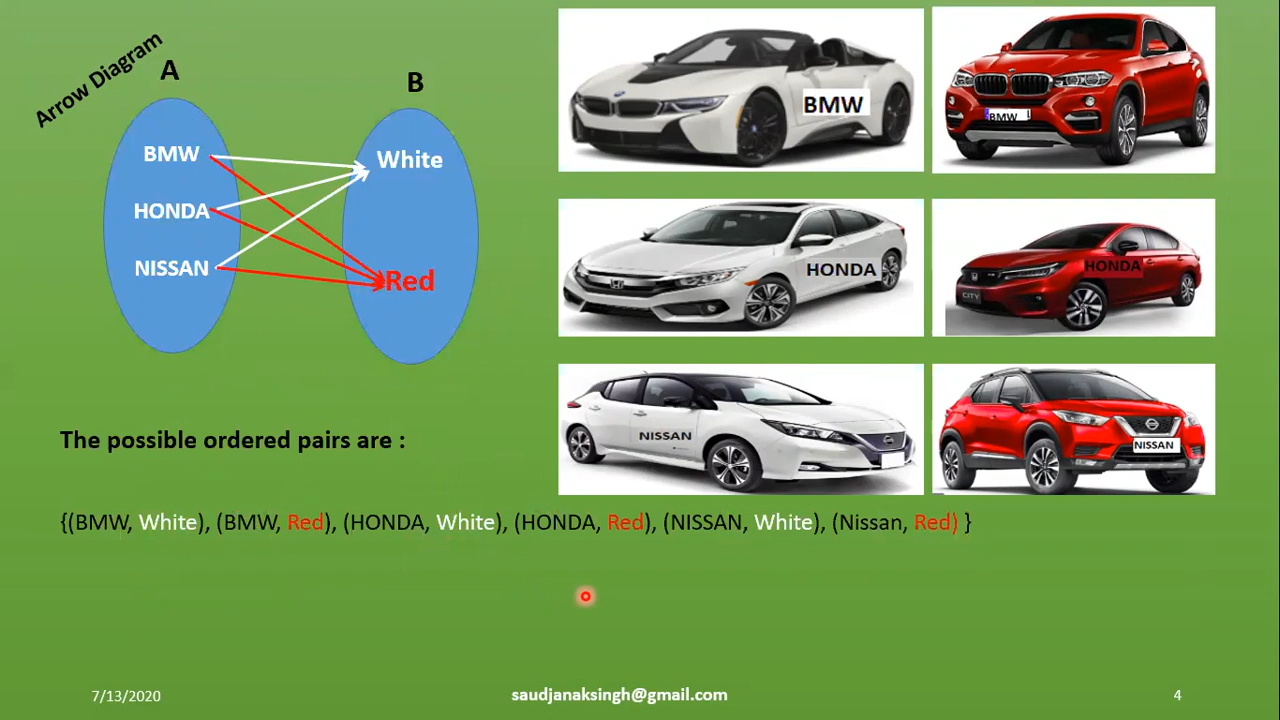 Arrow Diagram
A
B
BMW
HONDA
NISSAN
White
Red
BMW
BMW
HONDA
HONDA
CITY
NISSAN
NISSAN
The possible ordered pairs are :
{(BMW, White), (BMW, Red), (HONDA, White), (HONDA, Red), (NISSAN, White), (Nissan, Red) }
7/13/2020
saudjanaksingh@gmail.com
4